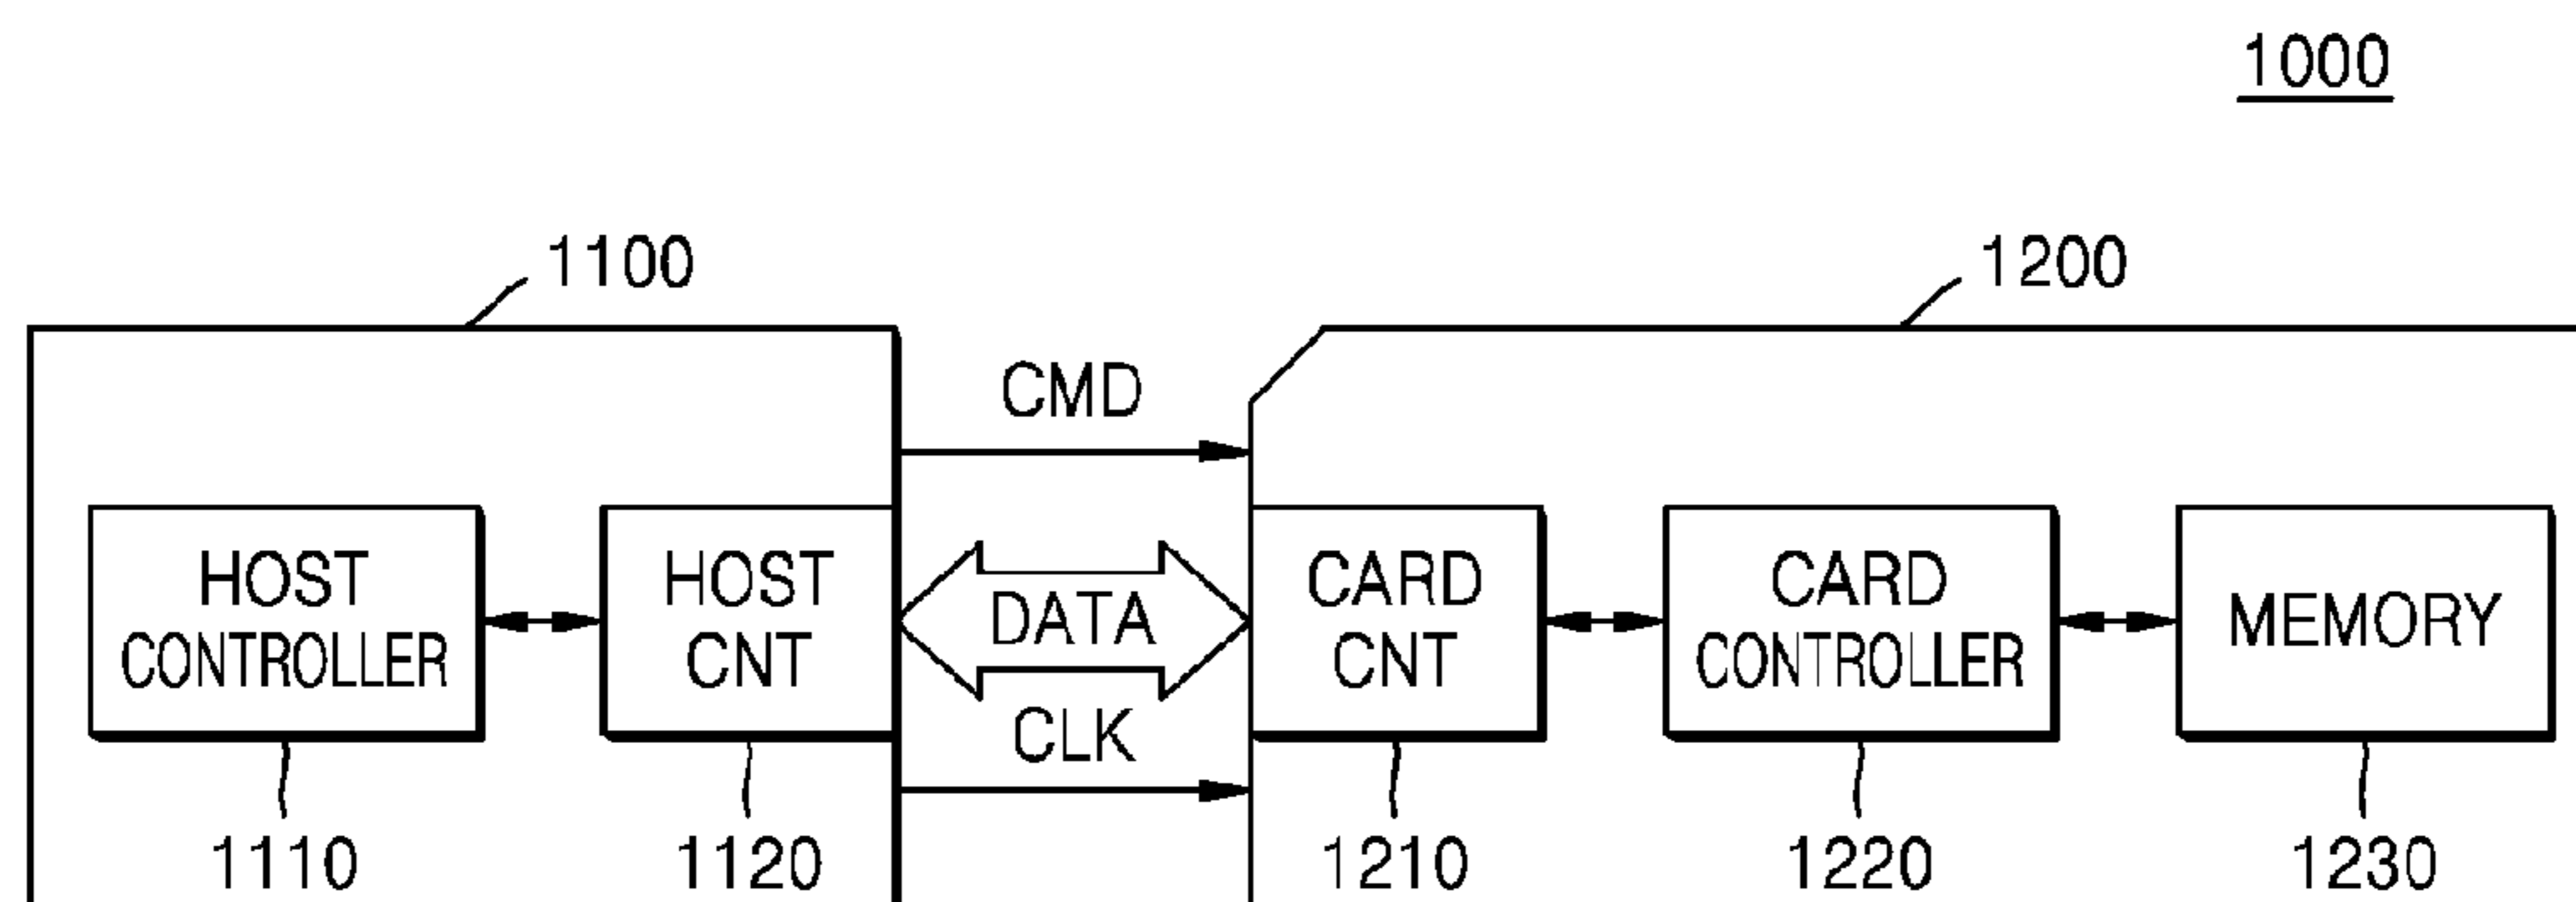 1000
1100
1200
CMD
HOST
CONTROLLER
HOST
CNT
DATA
CLK
CARD
CNT
CARD
CONTROLLER
MEMORY
1110
1120
1210
1220
1230